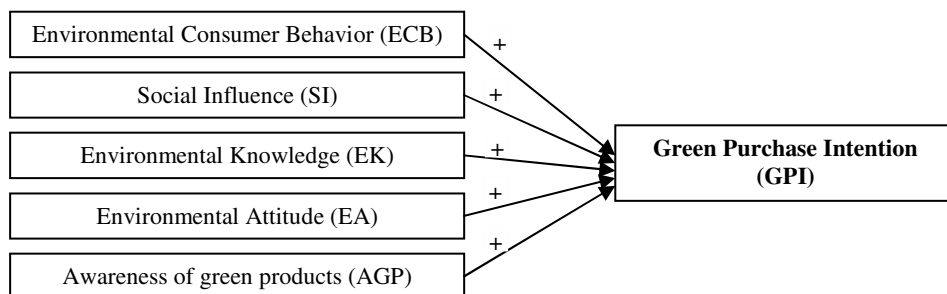 Environmental Consumer Behavior (ECB)
+
Social Influence (SI)
+
Environmental Knowledge (EK)
+
Environmental Attitude (EA)
+
Awareness of green products (AGP)
+
Green Purchase Intention
(GPI)